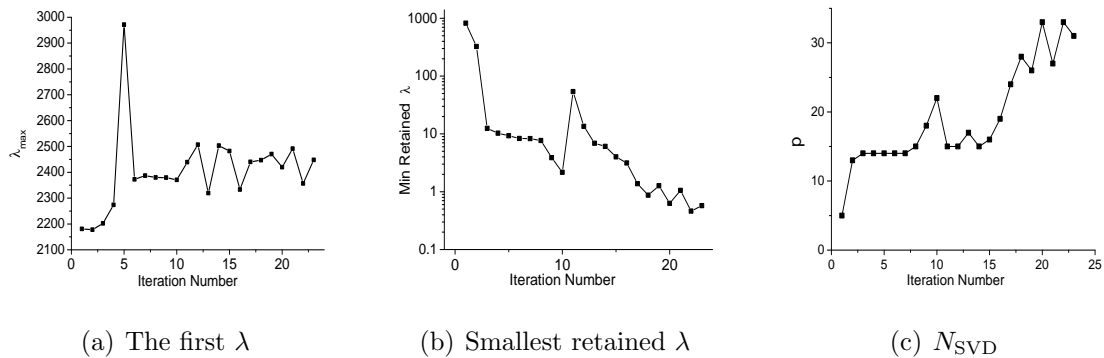 3000
2900
2800
2700
2600
2500
2400
2300
2200
2100
λmax
0 5 10 15 20
Iteration Number
(a) The first λ
1000
100
10
1
0.1
Min Retained λ
0 10 20
Iteration Number
(b) Smallest retained λ
30
20
10
0
p
0 5 10 15 20 25
Iteration Number
(c) NSVD